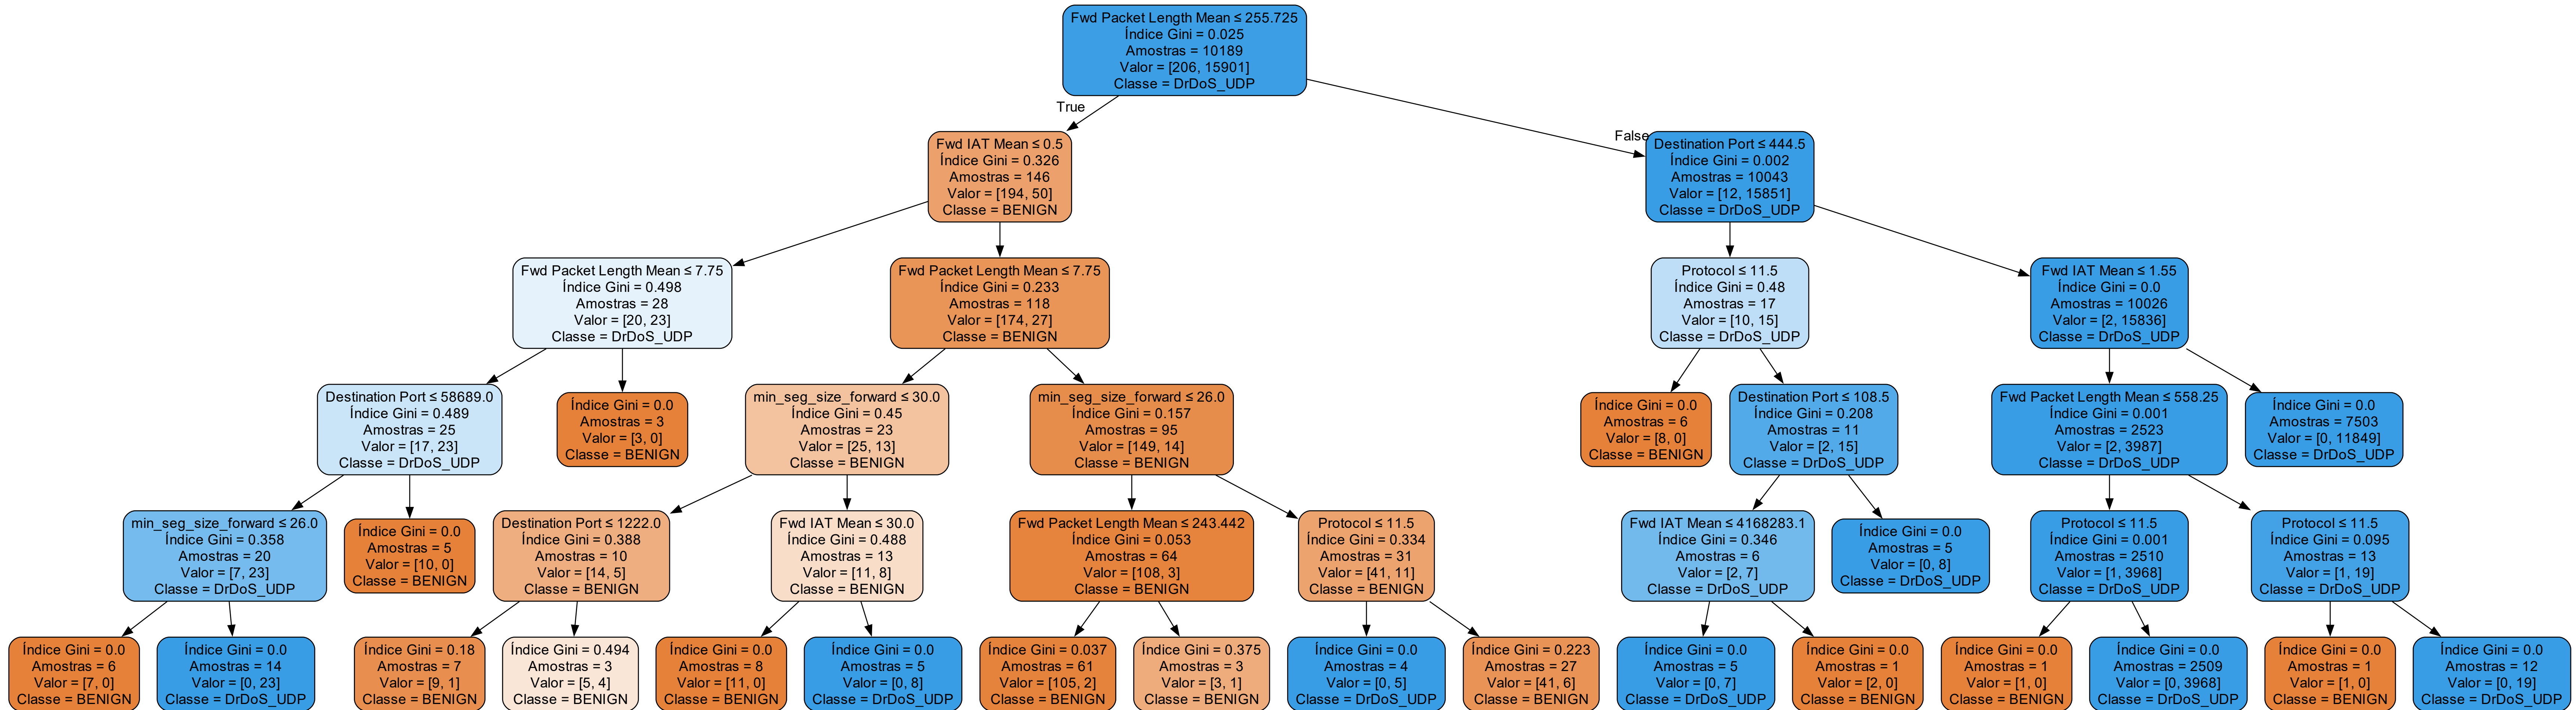 Fwd Packet Length Mean ≤ 255.725
Índice Gini = 0.025
Amostras = 10189
Valor = [206, 15901]
Classe = DrDoS_UDP
True
False
Fwd IAT Mean ≤ 0.5
Índice Gini = 0.326
Amostras = 146
Valor = [194, 50]
Classe = BENIGN
Destination Port ≤ 444.5
Índice Gini = 0.002
Amostras = 10043
Valor = [12, 15851]
Classe = DrDoS_UDP
Fwd Packet Length Mean ≤ 7.75
Índice Gini = 0.498
Amostras = 28
Valor = [20, 23]
Classe = DrDoS_UDP
Fwd Packet Length Mean ≤ 7.75
Índice Gini = 0.233
Amostras = 118
Valor = [174, 27]
Classe = BENIGN
Protocol ≤ 11.5
Índice Gini = 0.48
Amostras = 17
Valor = [10, 15]
Classe = DrDoS_UDP
Fwd IAT Mean ≤ 1.55
Índice Gini = 0.0
Amostras = 10026
Valor = [2, 15836]
Classe = DrDoS_UDP
Destination Port ≤ 58689.0
Índice Gini = 0.489
Amostras = 25
Valor = [17, 23]
Classe = DrDoS_UDP
Índice Gini = 0.0
Amostras = 3
Valor = [3, 0]
Classe = BENIGN
min_seg_size_forward ≤ 30.0
Índice Gini = 0.45
Amostras = 23
Valor = [25, 13]
Classe = BENIGN
min_seg_size_forward ≤ 26.0
Índice Gini = 0.157
Amostras = 95
Valor = [149, 14]
Classe = BENIGN
Índice Gini = 0.0
Amostras = 6
Valor = [8, 0]
Classe = BENIGN
Destination Port ≤ 108.5
Índice Gini = 0.208
Amostras = 11
Valor = [2, 15]
Classe = DrDoS_UDP
Fwd Packet Length Mean ≤ 558.25
Índice Gini = 0.001
Amostras = 2523
Valor = [2, 3987]
Classe = DrDoS_UDP
Índice Gini = 0.0
Amostras = 7503
Valor = [0, 11849]
Classe = DrDoS_UDP
min_seg_size_forward ≤ 26.0
Índice Gini = 0.358
Amostras = 20
Valor = [7, 23]
Classe = DrDoS_UDP
Índice Gini = 0.0
Amostras = 5
Valor = [10, 0]
Classe = BENIGN
Destination Port ≤ 1222.0
Índice Gini = 0.388
Amostras = 10
Valor = [14, 5]
Classe = BENIGN
Fwd IAT Mean ≤ 30.0
Índice Gini = 0.488
Amostras = 13
Valor = [11, 8]
Classe = BENIGN
Fwd Packet Length Mean ≤ 243.442
Índice Gini = 0.053
Amostras = 64
Valor = [108, 3]
Classe = BENIGN
Protocol ≤ 11.5
Índice Gini = 0.334
Amostras = 31
Valor = [41, 11]
Classe = BENIGN
Fwd IAT Mean ≤ 4168283.1
Índice Gini = 0.346
Amostras = 6
Valor = [2, 7]
Classe = DrDoS_UDP
Índice Gini = 0.0
Amostras = 5
Valor = [0, 8]
Classe = DrDoS_UDP
Protocol ≤ 11.5
Índice Gini = 0.001
Amostras = 2510
Valor = [1, 3968]
Classe = DrDoS_UDP
Protocol ≤ 11.5
Índice Gini = 0.095
Amostras = 13
Valor = [1, 19]
Classe = DrDoS_UDP
Índice Gini = 0.0
Amostras = 6
Valor = [7, 0]
Classe = BENIGN
Índice Gini = 0.0
Amostras = 14
Valor = [0, 23]
Classe = DrDoS_UDP
Índice Gini = 0.18
Amostras = 7
Valor = [9, 1]
Classe = BENIGN
Índice Gini = 0.494
Amostras = 3
Valor = [5, 4]
Classe = BENIGN
Índice Gini = 0.0
Amostras = 8
Valor = [11, 0]
Classe = BENIGN
Índice Gini = 0.0
Amostras = 5
Valor = [0, 8]
Classe = DrDoS_UDP
Índice Gini = 0.037
Amostras = 61
Valor = [105, 2]
Classe = BENIGN
Índice Gini = 0.375
Amostras = 3
Valor = [3, 1]
Classe = BENIGN
Índice Gini = 0.0
Amostras = 4
Valor = [0, 5]
Classe = DrDoS_UDP
Índice Gini = 0.223
Amostras = 27
Valor = [41, 6]
Classe = BENIGN
Índice Gini = 0.0
Amostras = 5
Valor = [0, 7]
Classe = DrDoS_UDP
Índice Gini = 0.0
Amostras = 1
Valor = [2, 0]
Classe = BENIGN
Índice Gini = 0.0
Amostras = 1
Valor = [1, 0]
Classe = BENIGN
Índice Gini = 0.0
Amostras = 2509
Valor = [0, 3968]
Classe = DrDoS_UDP
Índice Gini = 0.0
Amostras = 1
Valor = [1, 0]
Classe = BENIGN
Índice Gini = 0.0
Amostras = 12
Valor = [0, 19]
Classe = DrDoS_UDP